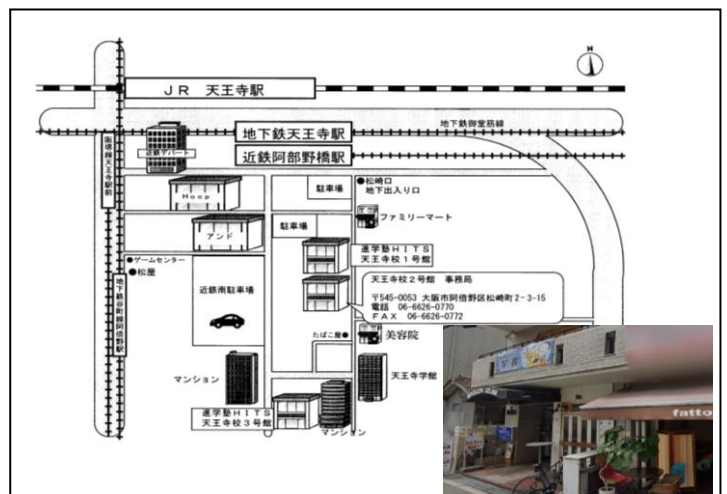 N
JR 天王寺駅
地下鉄御堂筋線
地下鉄天王寺駅
近鉄阿部野橋駅
阪堺線天王寺駅前
近鉄デパート
Hoop
駐車場
●松崎口
地下出入り口
ファミリーマート
アンド
駐車場
進学塾HITS
天王寺校1号館
●ゲームセンター
●松屋
地下鉄谷町線阿倍野駅
近鉄南駐車場
天王寺校2号館 事務局
〒545-0053 大阪市阿倍野区松崎町2-3-15
電話 06-6626-0770
FAX 06-6626-0772
たばこ屋●
美容院
マンション
天王寺学館
進学塾HITS
天王寺校3号館
マンション
fatto